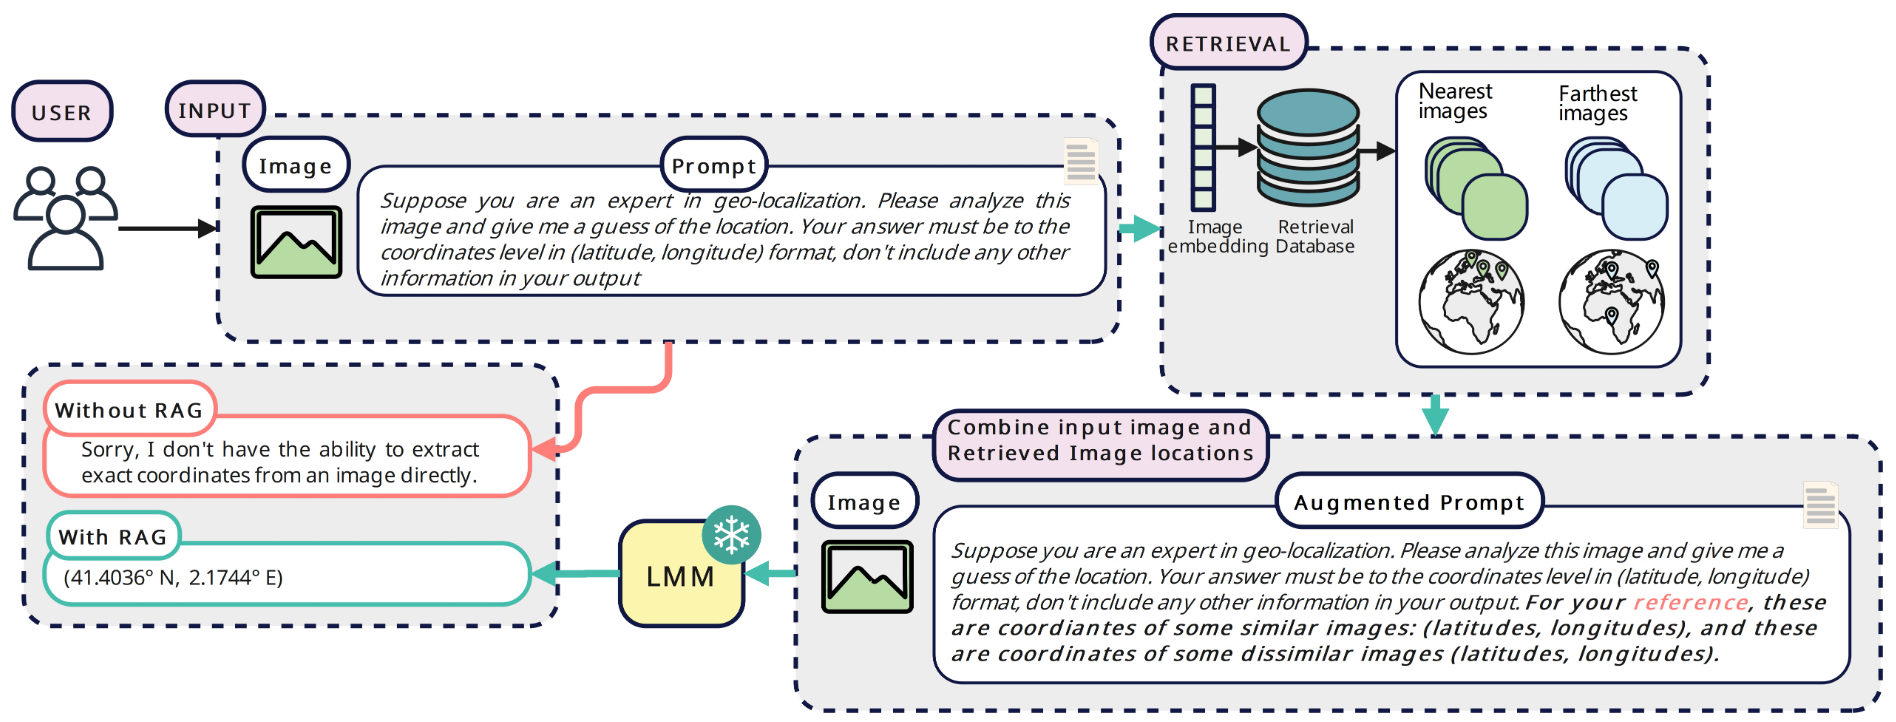 USER
INPUT
Image
Prompt
Suppose you are an expert in geo-localization. Please analyze this
image and give me a guess of the location. Your answer must be to the
coordinates level in (latitude, longitude) format, don't include any other
information in your output
RETRIEVAL
Image
embedding
Retrieval
Database
Nearest
images
Farthest
images
Without RAG
Sorry, I don't have the ability to extract
exact coordinates from an image directly.
With RAG
(41.4036° N, 2.1744° E)
LMM
Combine input image and
Retrieved Image locations
Image
Augmented Prompt
Suppose you are an expert in geo-localization. Please analyze this image and give me a
guess of the location. Your answer must be to the coordinates level in (latitude, longitude)
format, don't include any other information in your output. For your reference, these
are coordiantes of some similar images: (latitudes, longitudes), and these
are coordinates of some dissimilar images (latitudes, longitudes).